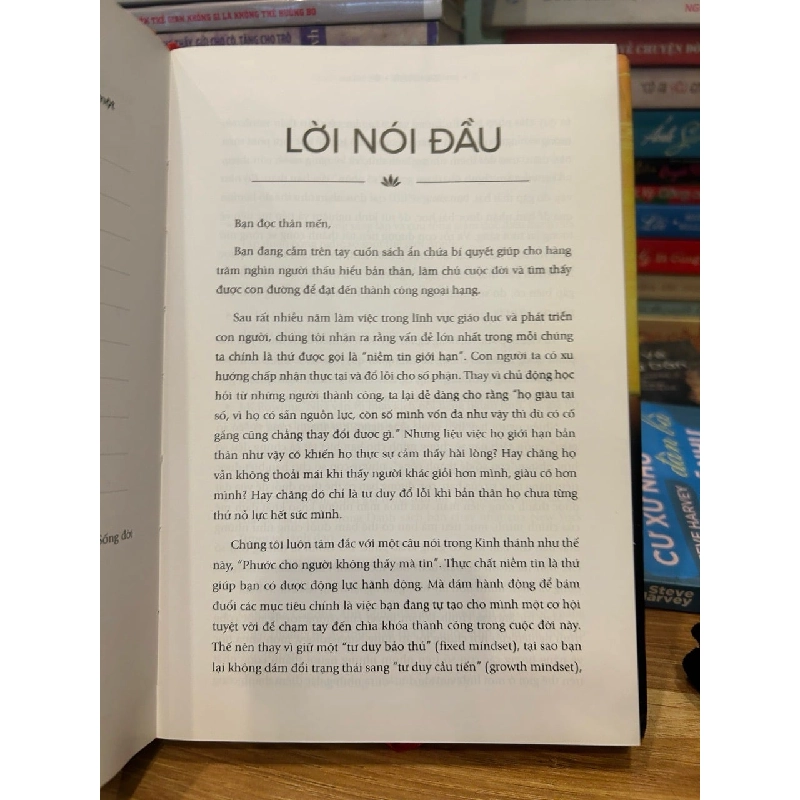 LỜI NÓI ĐẦU
Bạn đọc thân mến,
Bạn đang cầm trên tay cuốn sách ẩn chứa bí quyết giúp cho hàng
trăm nghìn người thấu hiểu bản thân, làm chủ cuộc đời và tìm thấy
được con đường để đạt đến thành công ngoại hạng.
Sau rất nhiều năm làm việc trong lĩnh vực giáo dục và phát triển
con người, chúng tôi nhận ra rằng vấn đề lớn nhất trong mỗi chúng
ta chính là thứ được gọi là "niềm tin giới hạn". Con người ta có xu
hướng chấp nhận thực tại và đổ lỗi cho số phận. Thay vì chủ động học
hỏi từ những người thành công, ta lại dễ dàng cho rằng "họ giàu tại
số, vì họ có sẵn nguồn lực, còn số mình vốn đã như vậy thì dù có cố
gắng cũng chẳng thay đổi được gì." Nhưng liệu việc họ giới hạn bản
thân như vậy có khiến họ thực sự cảm thấy hài lòng? Hay chăng họ
vẫn không thoải mái khi thấy người khác giỏi hơn mình, giàu có hơn
mình? Hay chăng đó chỉ là tư duy đổ lỗi khi bản thân họ chưa từng
thử nỗ lực hết sức mình.
Chúng tôi luôn tâm đắc với một câu nói trong Kinh thánh như thế
này, "Phước cho người không thấy mà tin". Thực chất niềm tin là thứ
giúp bạn có được động lực hành động. Mà dám hành động để bám
đuổi các mục tiêu chính là việc bạn đang tự tạo cho mình một cơ hội
tuyệt vời để chạm tay đến chìa khóa thành công trong cuộc đời này.
Thế nên thay vì giữ một "tư duy bảo thủ" (fixed mindset), tại sao bạn
lại không dám đổi trạng thái sang "tư duy cầu tiến" (growth mindset),
sống đời
VỀ CHUYỆN
CƯ XỬ NHƯ
đàn bà
STEVE HARVEY
Steve
Harvey